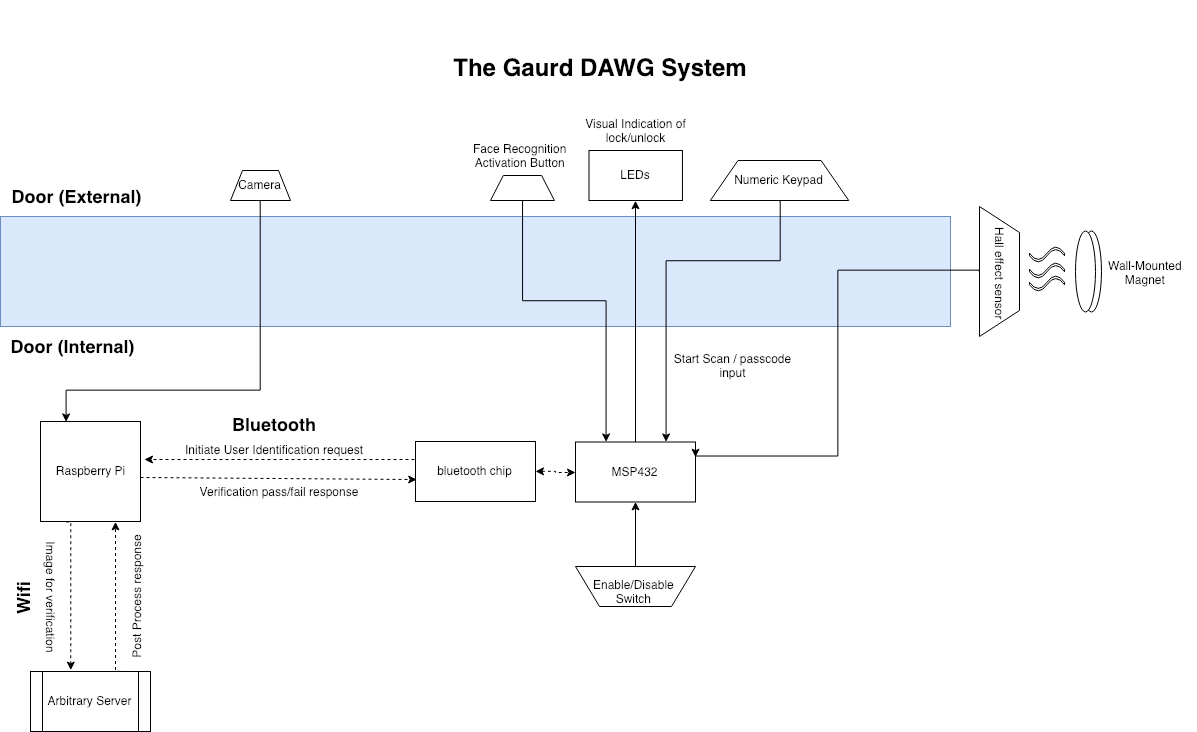 The Gaurd DAWG System
Visual Indication of
lock/unlock
Face Recognition
Activation Button
LEDs
Numeric Keypad
Camera
Door (External)
Hall effect sensor
Wall-Mounted
Magnet
Door (Internal)
Start Scan / passcode
input
Bluetooth
Initiate User Identification request
Raspberry Pi
bluetooth chip
MSP432
Verification pass/fail response
Wifi
Image for verification
Post Process response
Enable/Disable
Switch
Arbitrary Server